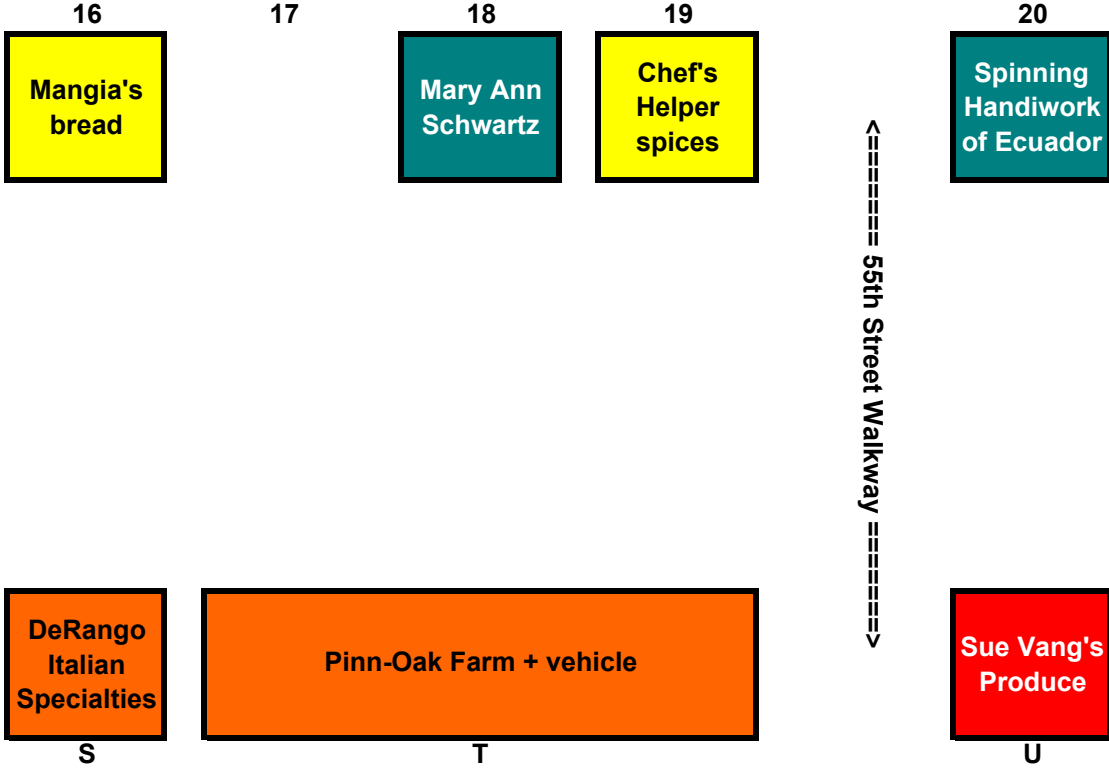 16 17 18 19 20
Mangia's
bread
Mary Ann
Schwartz
Chef's
Helper
spices
Spinning
Handiwork
of Ecuador
<======== 55th Street Walkway ========>
DeRango
Italian
Specialties
Pinn-Oak Farm + vehicle
Sue Vang's
Produce
S T U